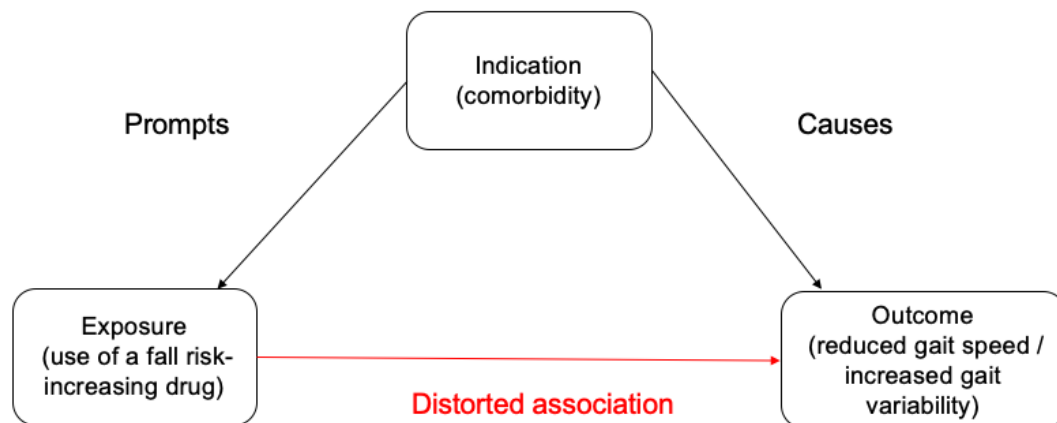 Indication
(comorbidity)
Prompts
Causes
Exposure
(use of a fall risk-
increasing drug)
Distorted association
Outcome
(reduced gait speed /
increased gait
variability)